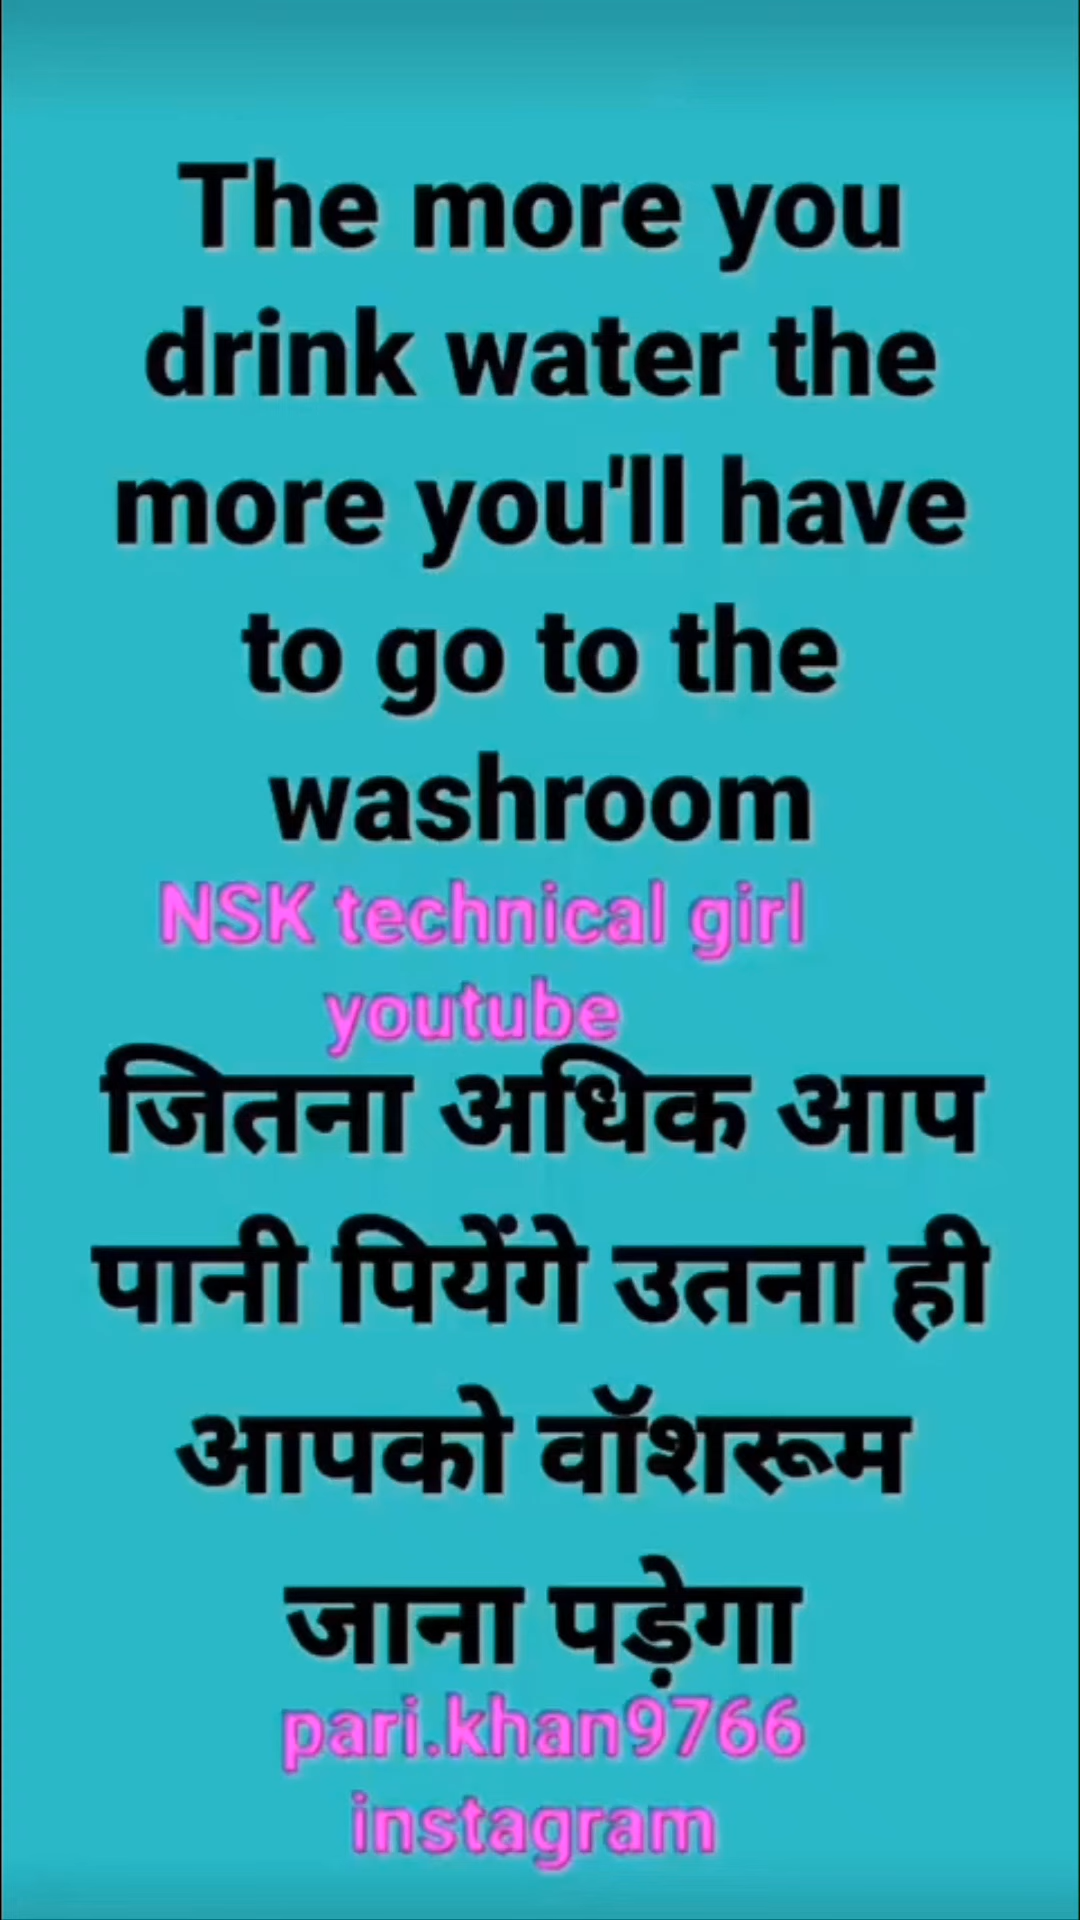 The more you
drink water the
more you'll have
to go to the
washroom
NSK technical girl
youtube
जितना अधिक आप
पानी पियेंगे उतना ही
आपको वॉशरूम
जाना पड़ेगा
pari.khan9766
instagram